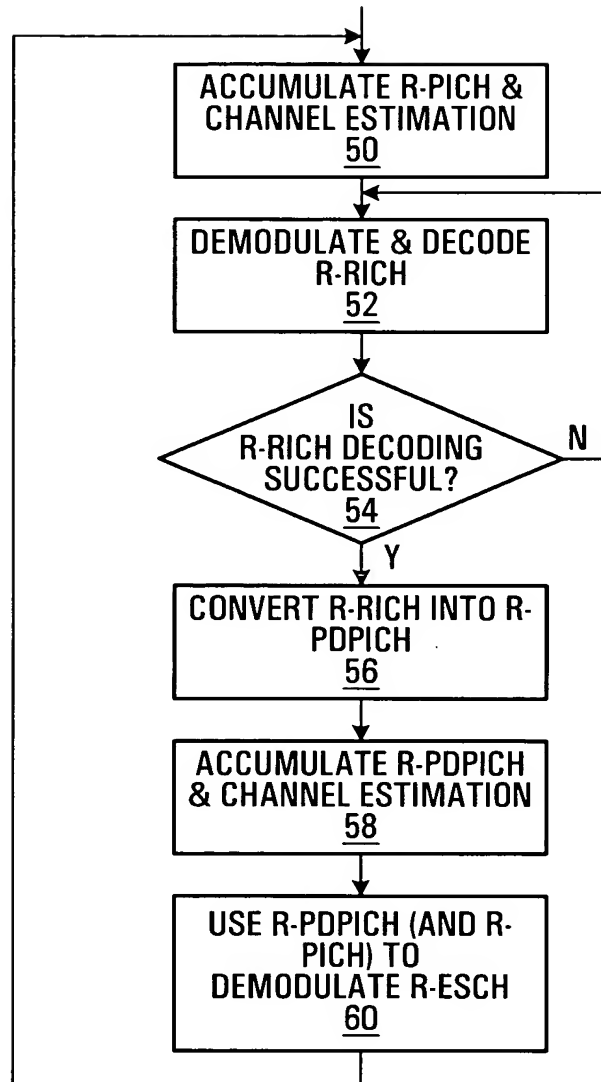 ACCUMULATE R-PICH &
CHANNEL ESTIMATION
50
DEMODULATE & DECODE
R-RICH
52
IS
R-RICH DECODING
SUCCESSFUL?
54
N
Y
CONVERT R-RICH INTO R-
PDPICH
56
ACCUMULATE R-PDPICH
& CHANNEL ESTIMATION
58
USE R-PDPICH (AND R-
PICH) TO
DEMODULATE R-ESCH
60